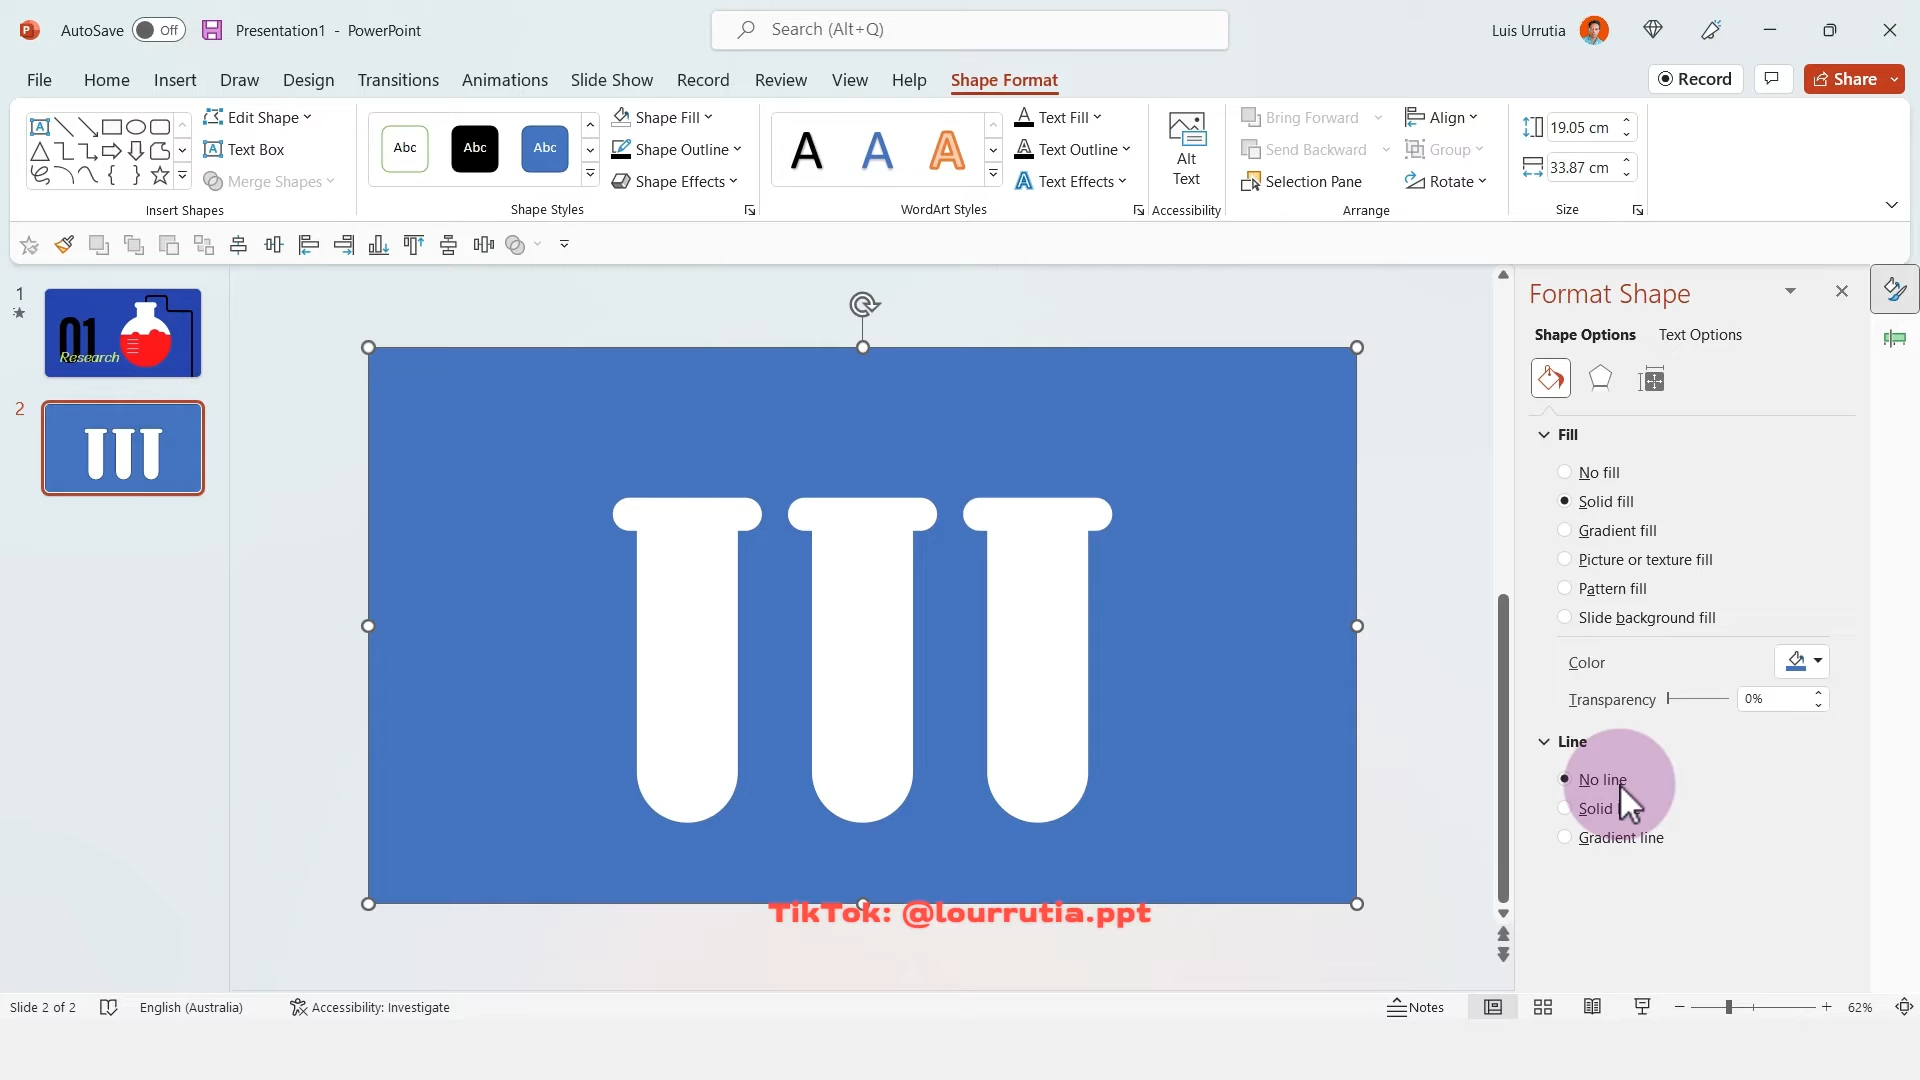 AutoSave Off Presentation1 - PowerPoint Search (Alt+Q) Luis Urrutia
File Home Insert Draw Design Transitions Animations Slide Show Record Review View Help Shape Format Record Share
Edit Shape
Text Box
Merge Shapes
Insert Shapes
Abc Abc Abc
Shape Fill
Shape Outline
Shape Effects
Shape Styles
A A A
Text Fill
Text Outline
Text Effects
WordArt Styles
Alt
Text
Accessibility
Bring Forward
Send Backward
Selection Pane
Align
Group
Rotate
Arrange
19.05 cm
33.87 cm
Size
1
01
Research
2
Format Shape
Shape Options Text Options
Fill
No fill
Solid fill
Gradient fill
Picture or texture fill
Pattern fill
Slide background fill
Color
Transparency 0%
Line
No line
Solid
Gradient line
TikTok: @lourrutia.ppt
Slide 2 of 2 English (Australia) Accessibility: Investigate Notes 62%